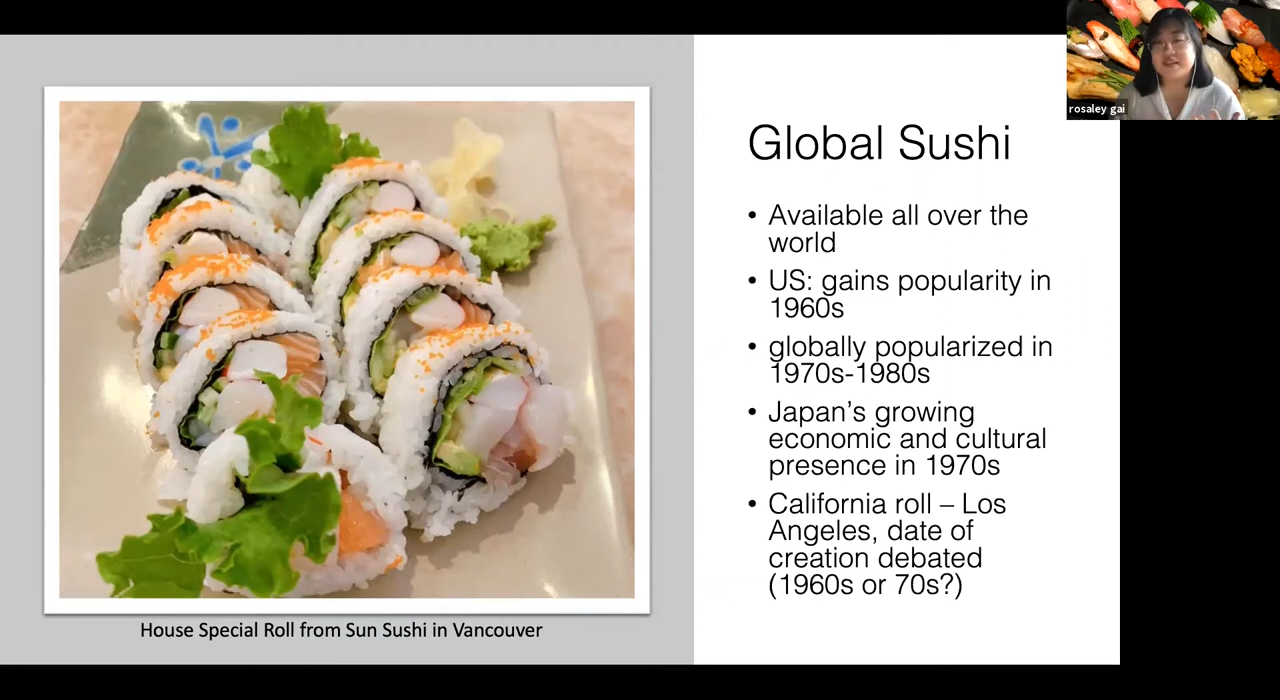 rosaley gai
Global Sushi
• Available all over the
world
• US: gains popularity in
1960s
• globally popularized in
1970s-1980s
• Japan’s growing
economic and cultural
presence in 1970s
• California roll – Los
Angeles, date of
creation debated
(1960s or 70s?)
House Special Roll from Sun Sushi in Vancouver